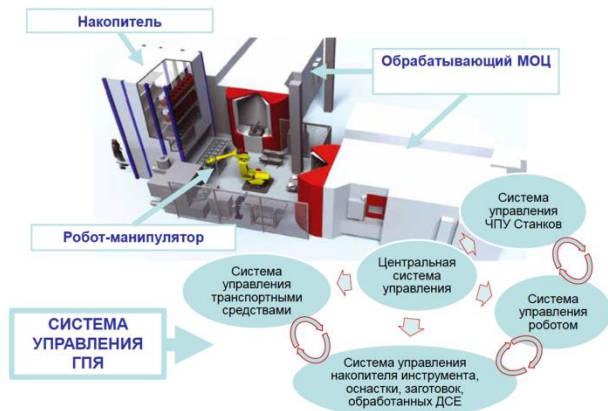 Накопитель
Обрабатывающий МОЦ
Робот-манипулятор
Система
управления
ЧПУ Станков
Центральная
система
управления
Система
управления
транспортными
средствами
Система
управления
роботом
СИСТЕМА
УПРАВЛЕНИЯ
ГПЯ
Система управления
накопителя инструмента,
оснастки, заготовок,
обработанных ДСЕ